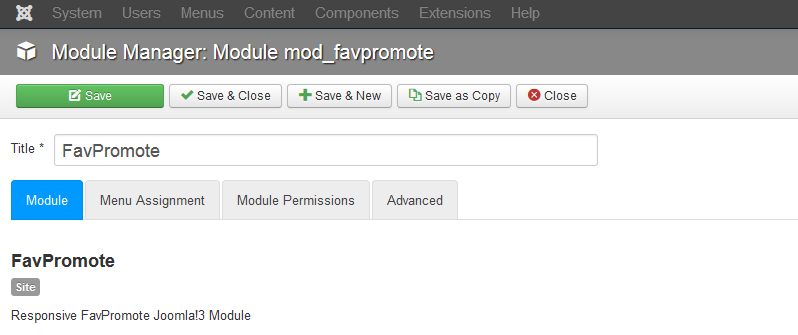 System Users Menus Content Components Extensions Help
Module Manager: Module mod_favpromote
Save Save & Close Save & New Save as Copy Close
Title * FavPromote
Module Menu Assignment Module Permissions Advanced
FavPromote
Site
Responsive FavPromote Joomla!3 Module